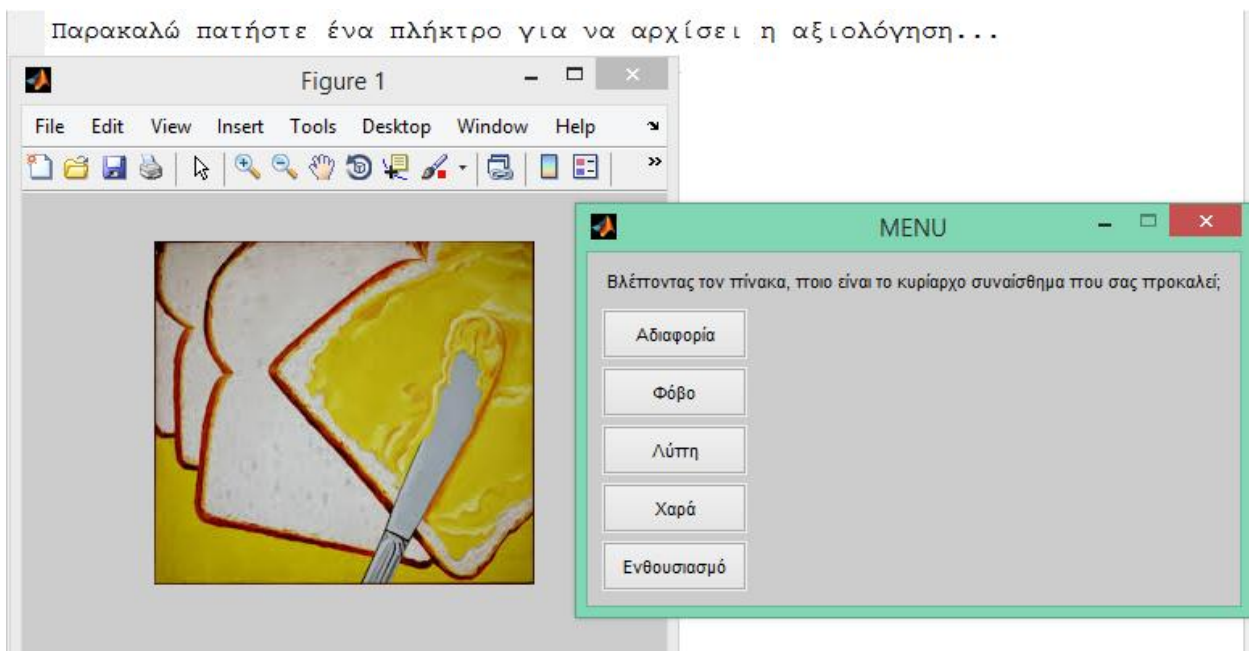 Παρακαλώ πατήστε ένα πλήκτρο για να αρχίσει η αξιολόγηση...
Figure 1
File Edit View Insert Tools Desktop Window Help
MENU
Βλέποντας τον πίνακα, ποιο είναι το κυρίαρχο συναίσθημα που σας προκαλεί;
Αδιαφορία
Φόβο
Λύπη
Χαρά
Ενθουσιασμό